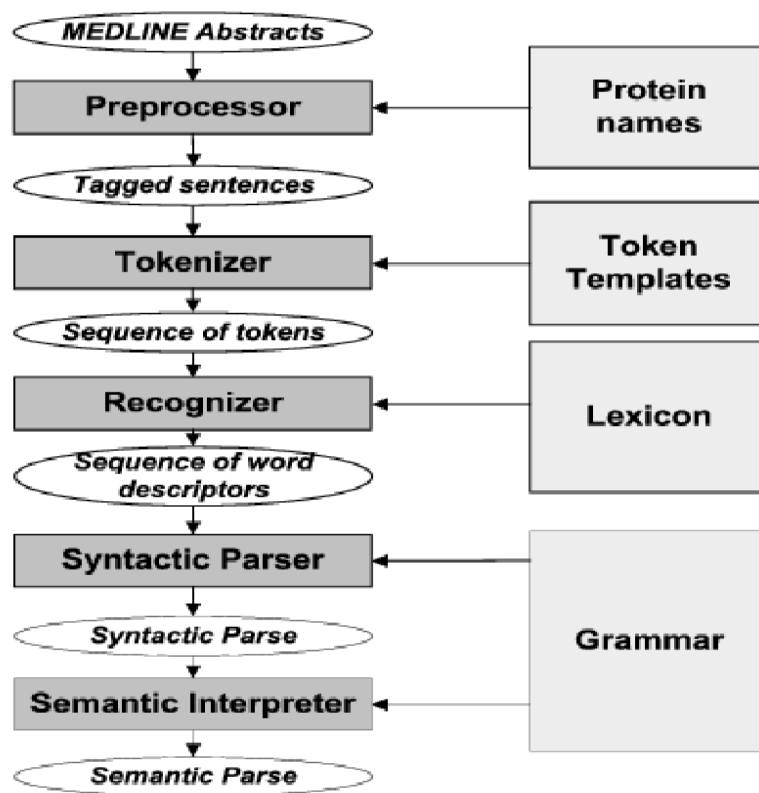 MEDLINE Abstracts
Preprocessor
Protein
names
Tagged sentences
Tokenizer
Token
Templates
Sequence of tokens
Recognizer
Lexicon
Sequence of word
descriptors
Syntactic Parser
Syntactic Parse
Grammar
Semantic Interpreter
Semantic Parse